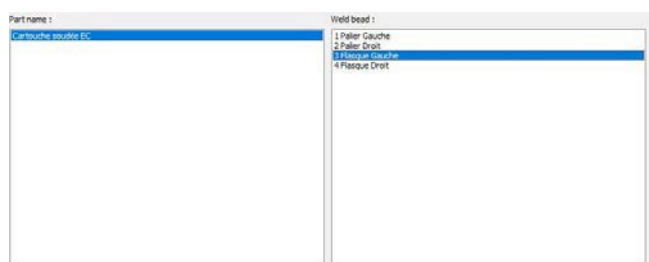 Part name :
Cartouche soudée EC
Weld bead :
1 Palier Gauche
2 Palier Droit
3 Flasque Gauche
4 Flasque Droit